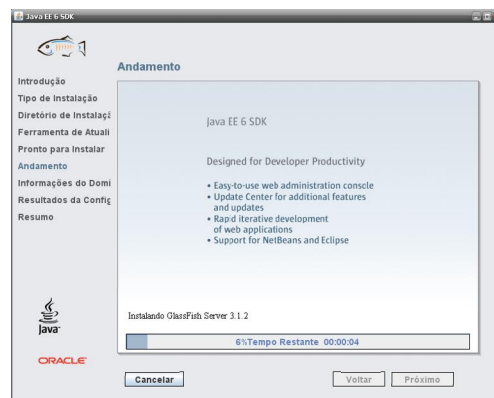 Java EE 6 SDK
Andamento
Introdução
Tipo de Instalação
Diretório de Instalaçã
Ferramenta de Atuali
Pronto para Instalar
Andamento
Informações do Domi
Resultados da Config
Resumo
Java EE 6 SDK
Designed for Developer Productivity
• Easy-to-use web administration console
• Update Center for additional features
and updates
• Rapid iterative development
of web applications
• Support for NetBeans and Eclipse
Instalando GlassFish Server 3.1.2
6%Tempo Restante 00:00:04
Java
ORACLE
Cancelar
Voltar
Próximo